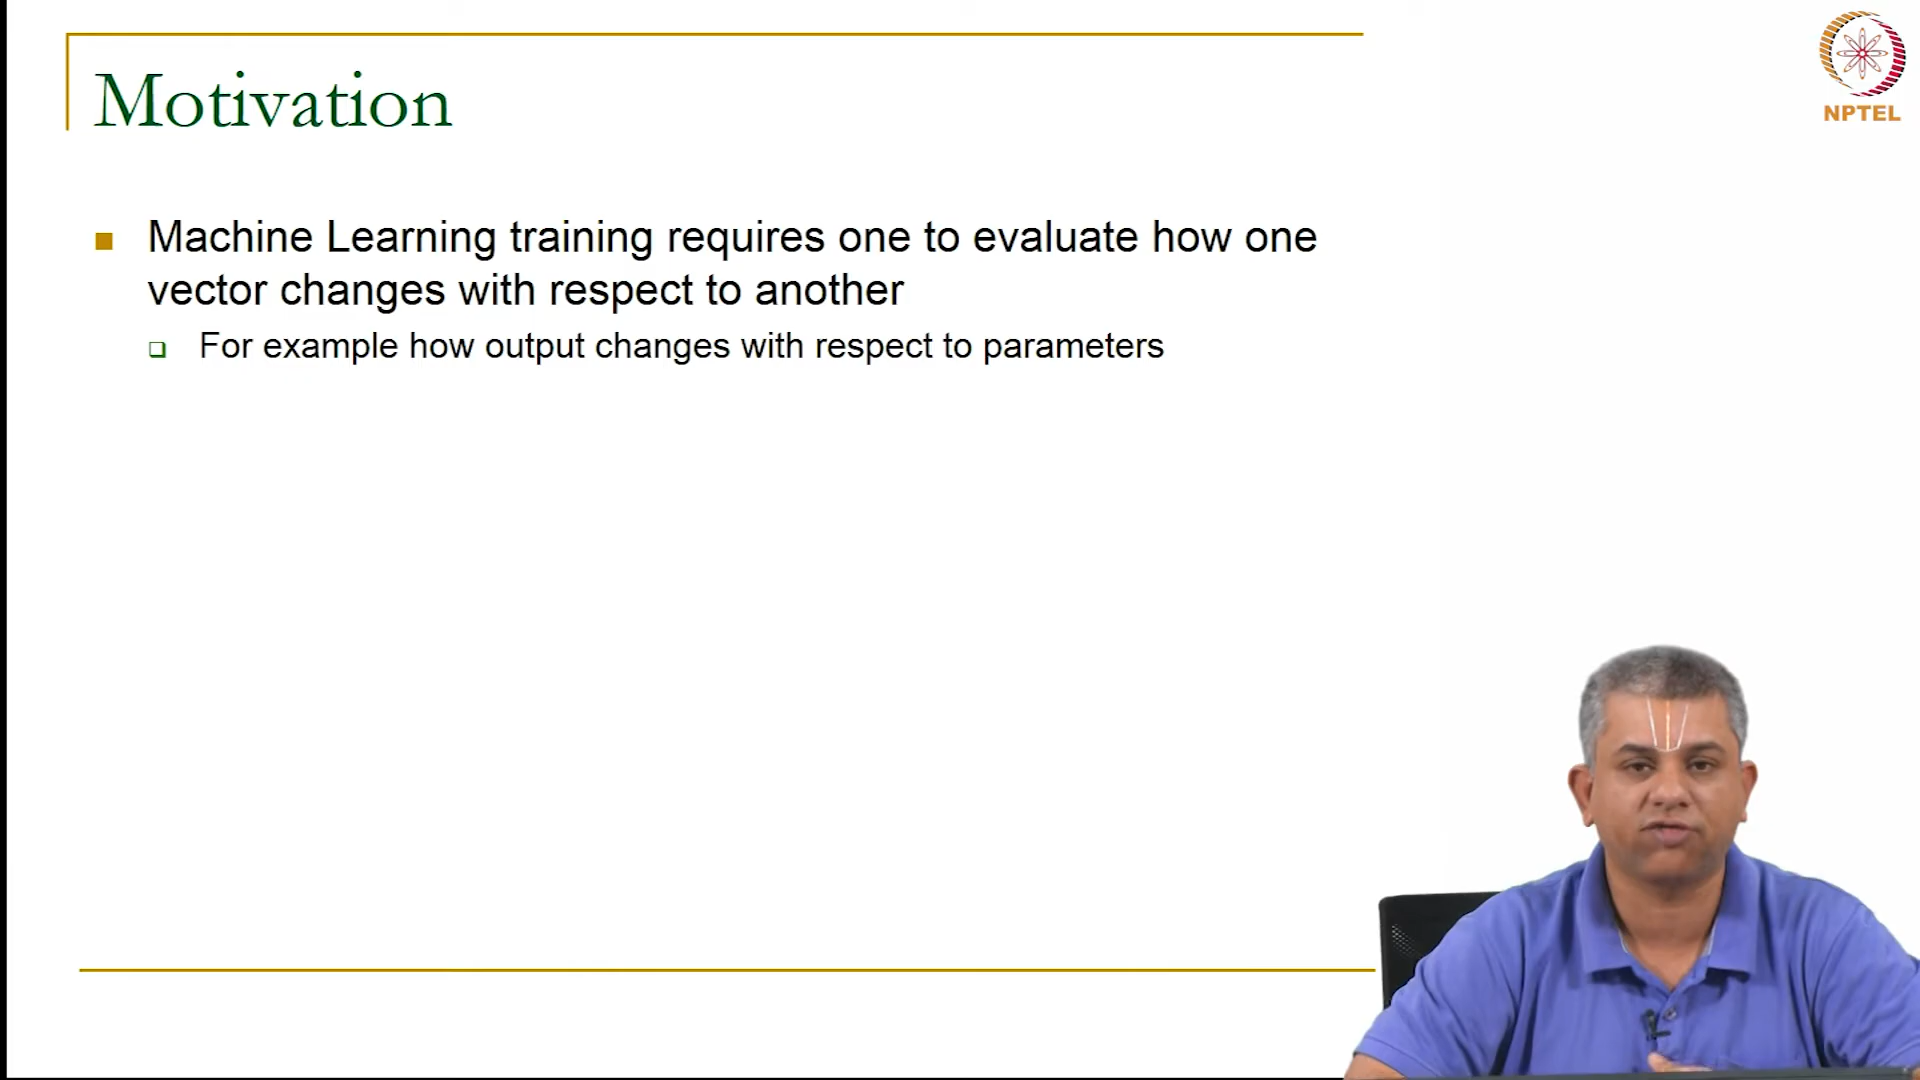 Motivation
Machine Learning training requires one to evaluate how one
vector changes with respect to another
For example how output changes with respect to parameters
NPTEL